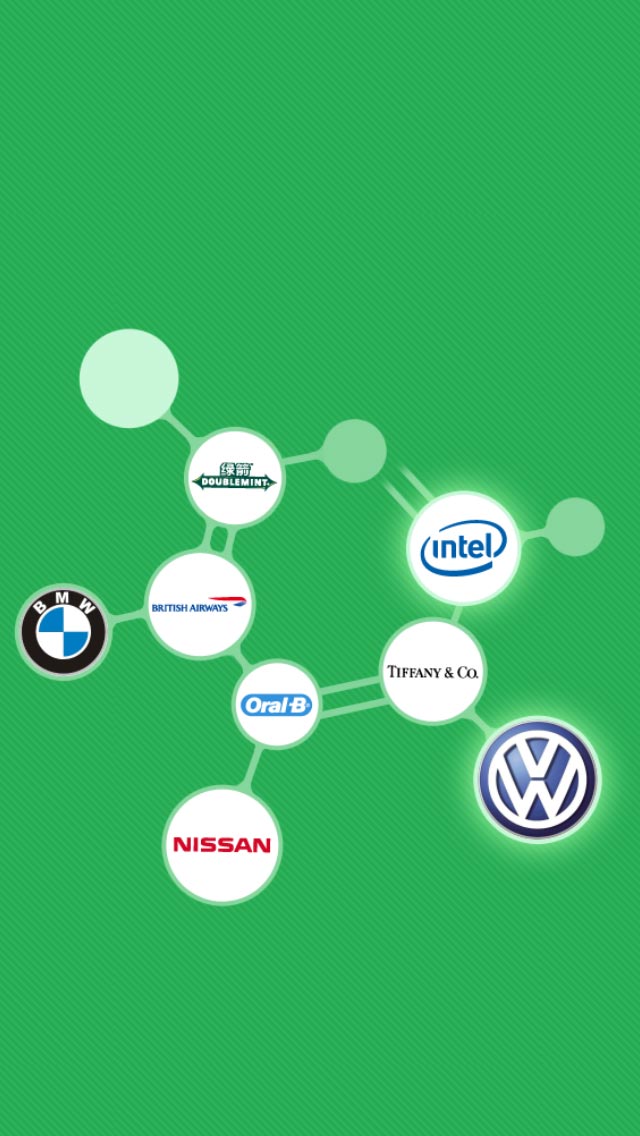 绿箭
DOUBLEMINT
intel
BMW
BRITISH AIRWAYS
TIFFANY & CO.
Oral-B
NISSAN